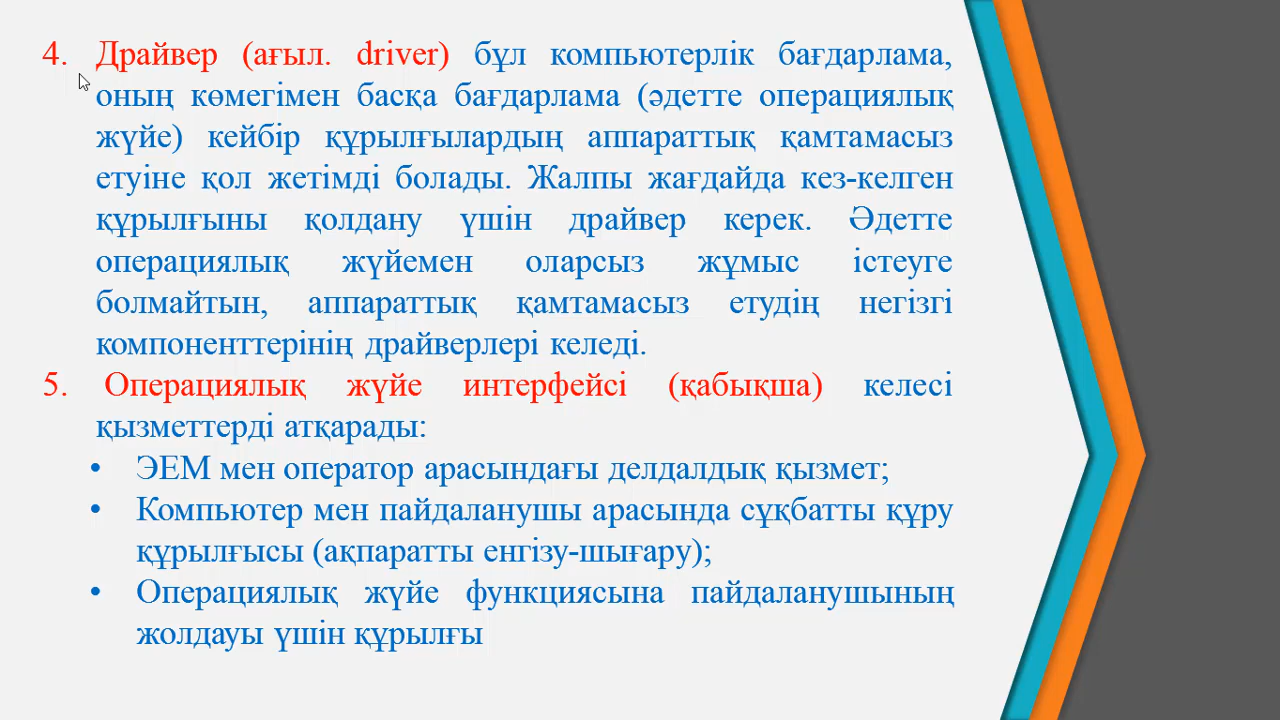 4. Драйвер (ағыл. driver) бұл компьютерлік бағдарлама,
оның көмегімен басқа бағдарлама (әдетте операциялық
жүйе) кейбір құрылғылардың аппараттық қамтамасыз
етуіне қол жетімді болады. Жалпы жағдайда кез-келген
құрылғыны қолдану үшін драйвер керек. Әдетте
операциялық жүйемен оларсыз жұмыс істеуге
болмайтын, аппараттық қамтамасыз етудің негізгі
компоненттерінің драйверлері келеді.
5. Операциялық жүйе интерфейсі (қабықша) келесі
қызметтерді атқарады:
• ЭЕМ мен оператор арасындағы делдалдық қызмет;
• Компьютер мен пайдаланушы арасында сұқбатты құру
құрылғысы (ақпаратты енгізу-шығару);
• Операциялық жүйе функциясына пайдаланушының
жолдауы үшін құрылғы